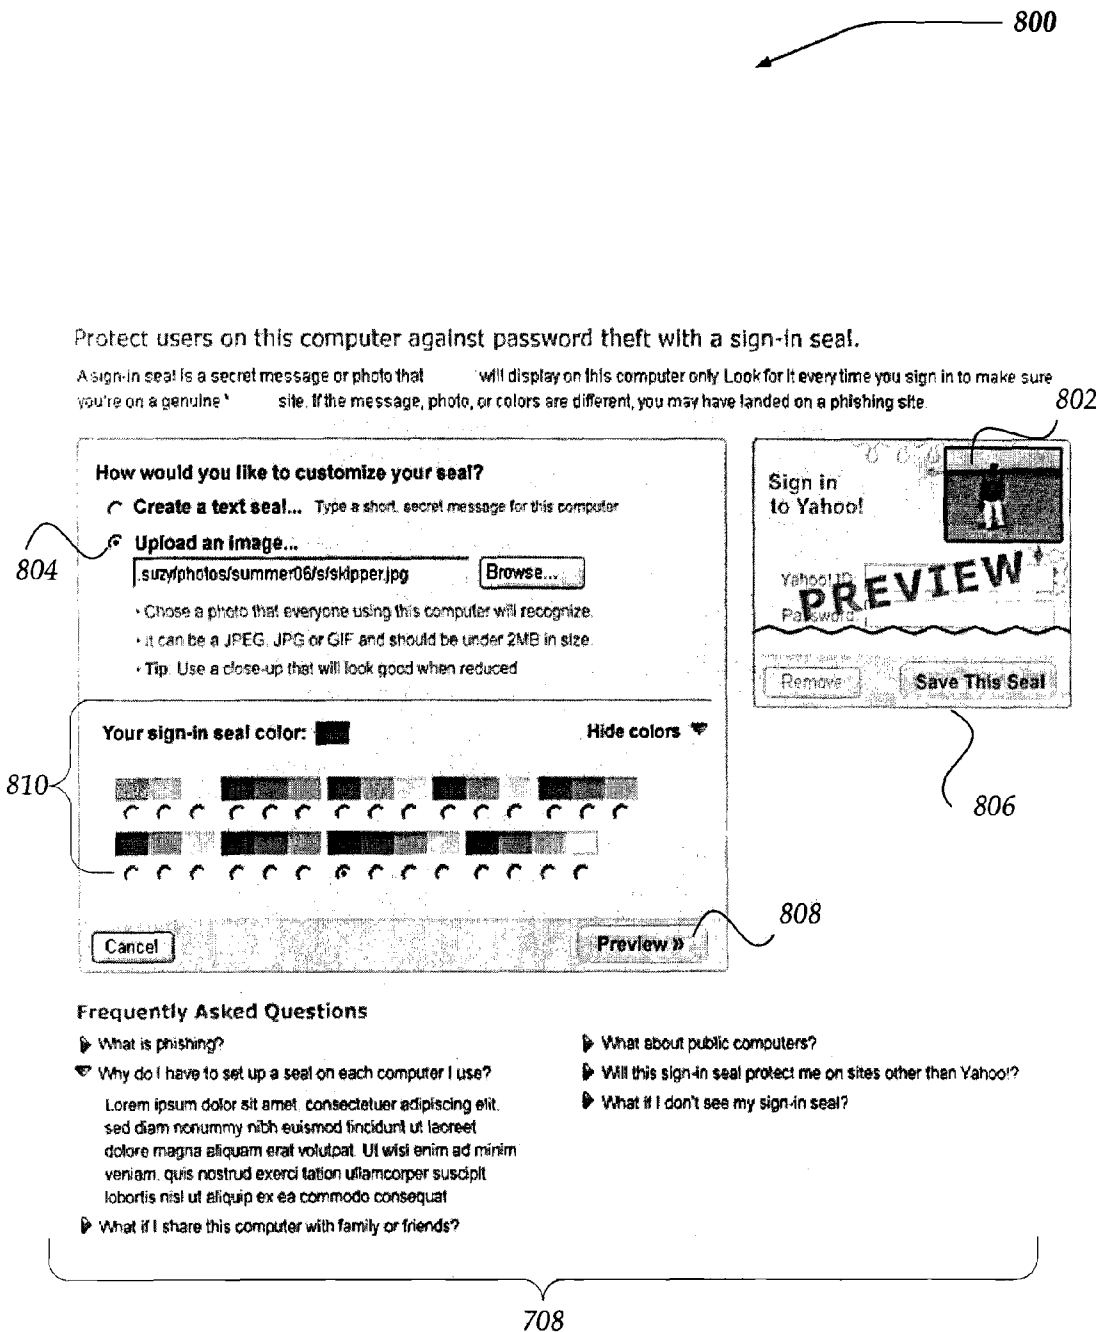 800
Protect users on this computer against password theft with a sign-in seal.
A sign-in seal is a secret message or photo that will display on this computer only Look for it every time you sign in to make sure
you're on a genuine site. If the message, photo, or colors are different, you may have landed on a phishing site.
802
How would you like to customize your seal?
Create a text seal... Type a short, secret message for this computer
804
Upload an image...
.suzy/photos/summer06/s/skipper.jpg Browse...
• Chose a photo that everyone using this computer will recognize.
• It can be a JPEG, JPG or GIF and should be under 2MB in size.
• Tip: Use a close-up that will look good when reduced
Sign in
to Yahoo!
Yahoo! ID
Password:
PREVIEW
Remove Save This Seal
806
Your sign-in seal color: Hide colors
810
808
Cancel Preview »
Frequently Asked Questions
What is phishing?
Why do I have to set up a seal on each computer I use?
Lorem ipsum dolor sit amet, consectetuer adipiscing elit,
sed diam nonummy nibh euismod tincidunt ut laoreet
dolore magna aliquam erat volutpat. Ut wisi enim ad minim
veniam, quis nostrud exerci tation ullamcorper suscipit
lobortis nisl ut aliquip ex ea commodo consequat
What if I share this computer with family or friends?
What about public computers?
Will this sign-in seal protect me on sites other than Yahoo!?
What if I don't see my sign-in seal?
708